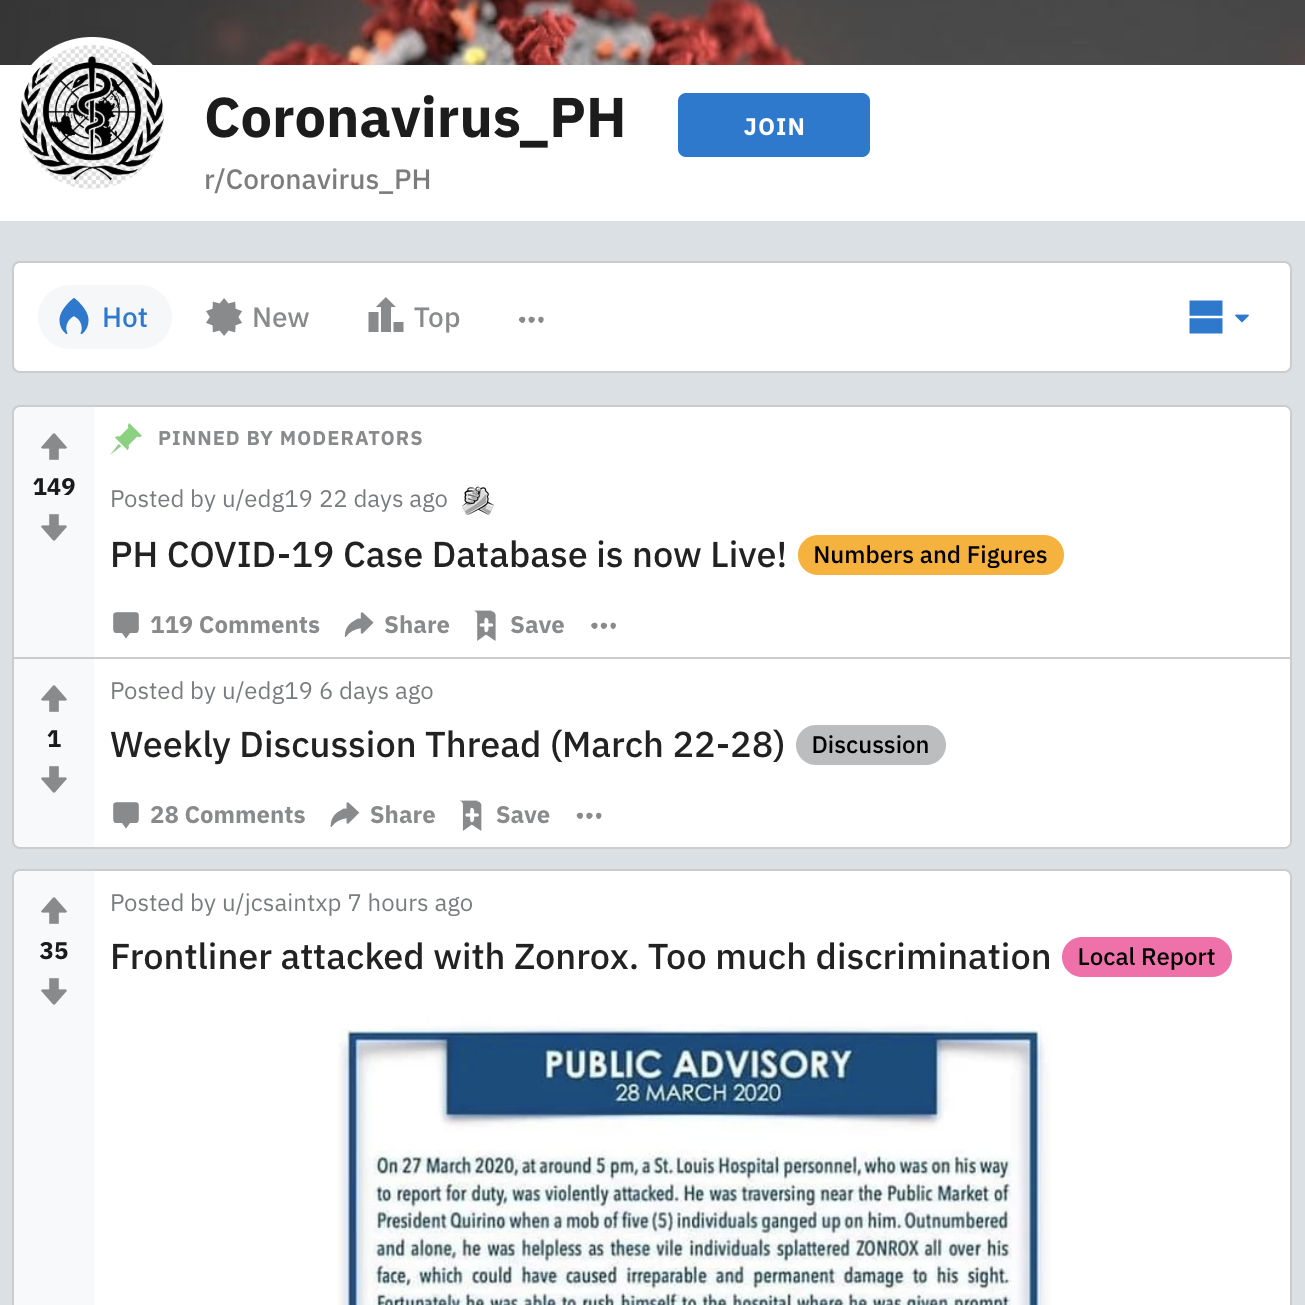 Coronavirus_PH
JOIN
r/Coronavirus_PH
Hot
New
Top
PINNED BY MODERATORS
149
Posted by u/edg19 22 days ago
PH COVID-19 Case Database is now Live! Numbers and Figures
119 Comments Share Save
Posted by u/edg19 6 days ago
1
Weekly Discussion Thread (March 22-28) Discussion
28 Comments Share Save
Posted by u/jcsaintxp 7 hours ago
35
Frontliner attacked with Zonrox. Too much discrimination Local Report
PUBLIC ADVISORY
28 MARCH 2020
On 27 March 2020, at around 5 pm, a St. Louis Hospital personnel, who was on his way
to report for duty, was violently attacked. He was traversing near the Public Market of
President Quirino when a mob of five (5) individuals ganged up on him. Outnumbered
and alone, he was helpless as these vile individuals splattered ZONROX all over his
face, which could have caused irreparable and permanent damage to his sight.
Fortunately he was able to rush himself to the hospital where he was given prompt